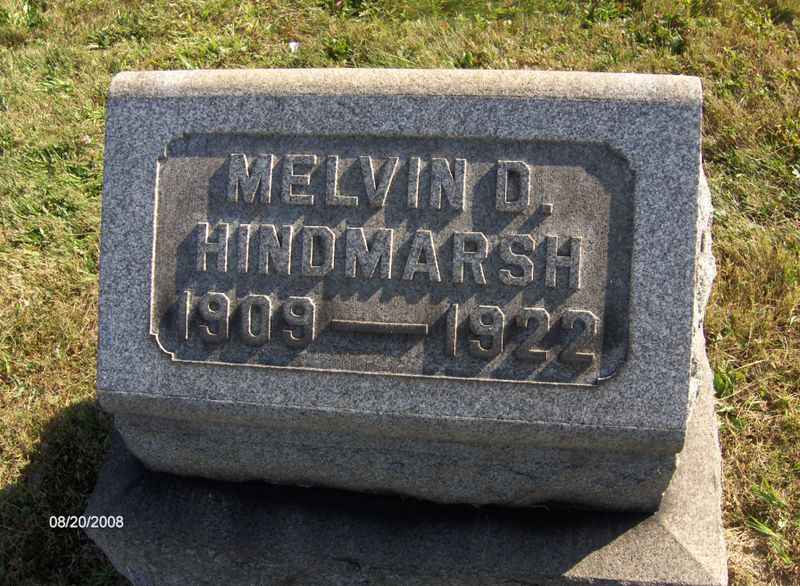 MELVIN D.
HINDMARSH
1909 — 1922
08/20/2008